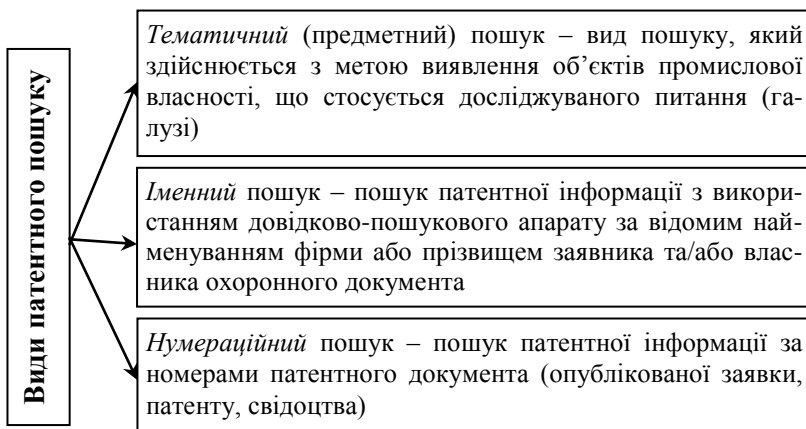 Види патентного пошуку
Тематичний (предметний) пошук – вид пошуку, який
здійснюється з метою виявлення об’єктів промислової
власності, що стосується досліджуваного питання (га-
лузі)
Іменний пошук – пошук патентної інформації з викори-
станням довідково-пошукового апарату за відомим най-
менуванням фірми або прізвищем заявника та/або влас-
ника охоронного документа
Нумераційний пошук – пошук патентної інформації за
номерами патентного документа (опублікованої заявки,
патенту, свідоцтва)